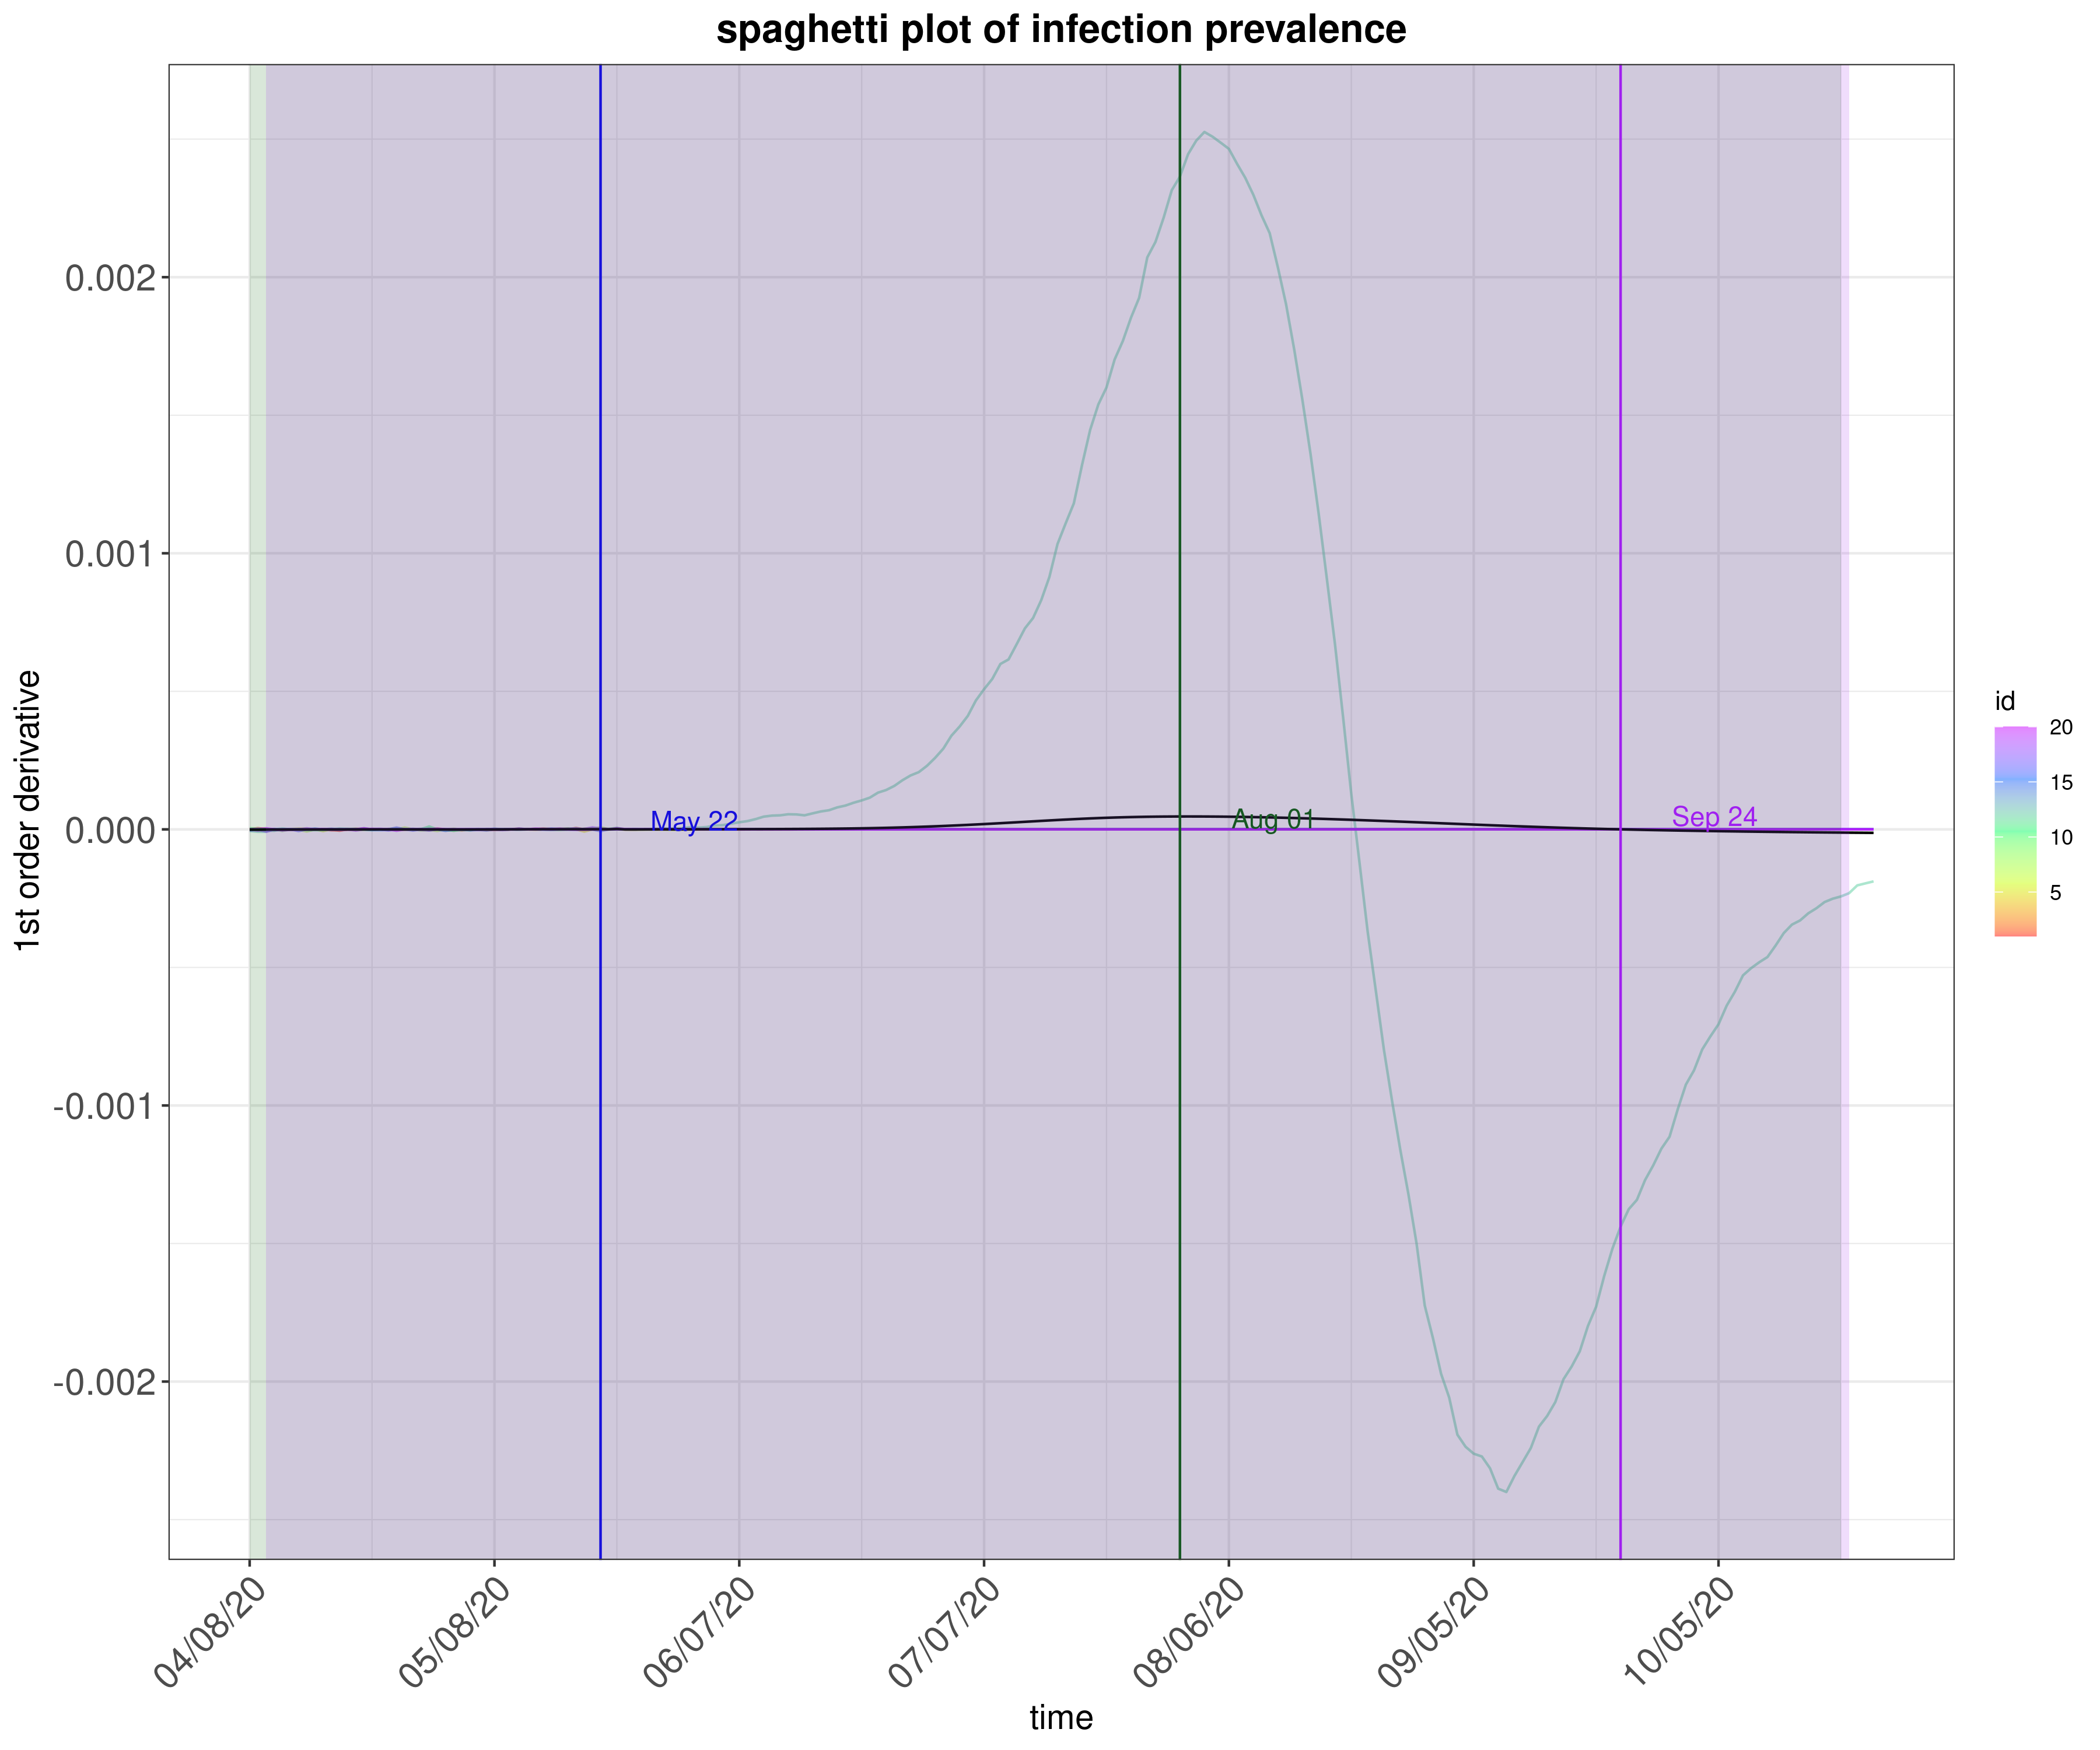 spaghetti plot of infection prevalence
1st order derivative
0.002
0.001
0.000
-0.001
-0.002
May 22
Aug 01
Sep 24
04/08/20
05/08/20
06/07/20
07/07/20
08/06/20
09/05/20
10/05/20
time
id
20
15
10
5